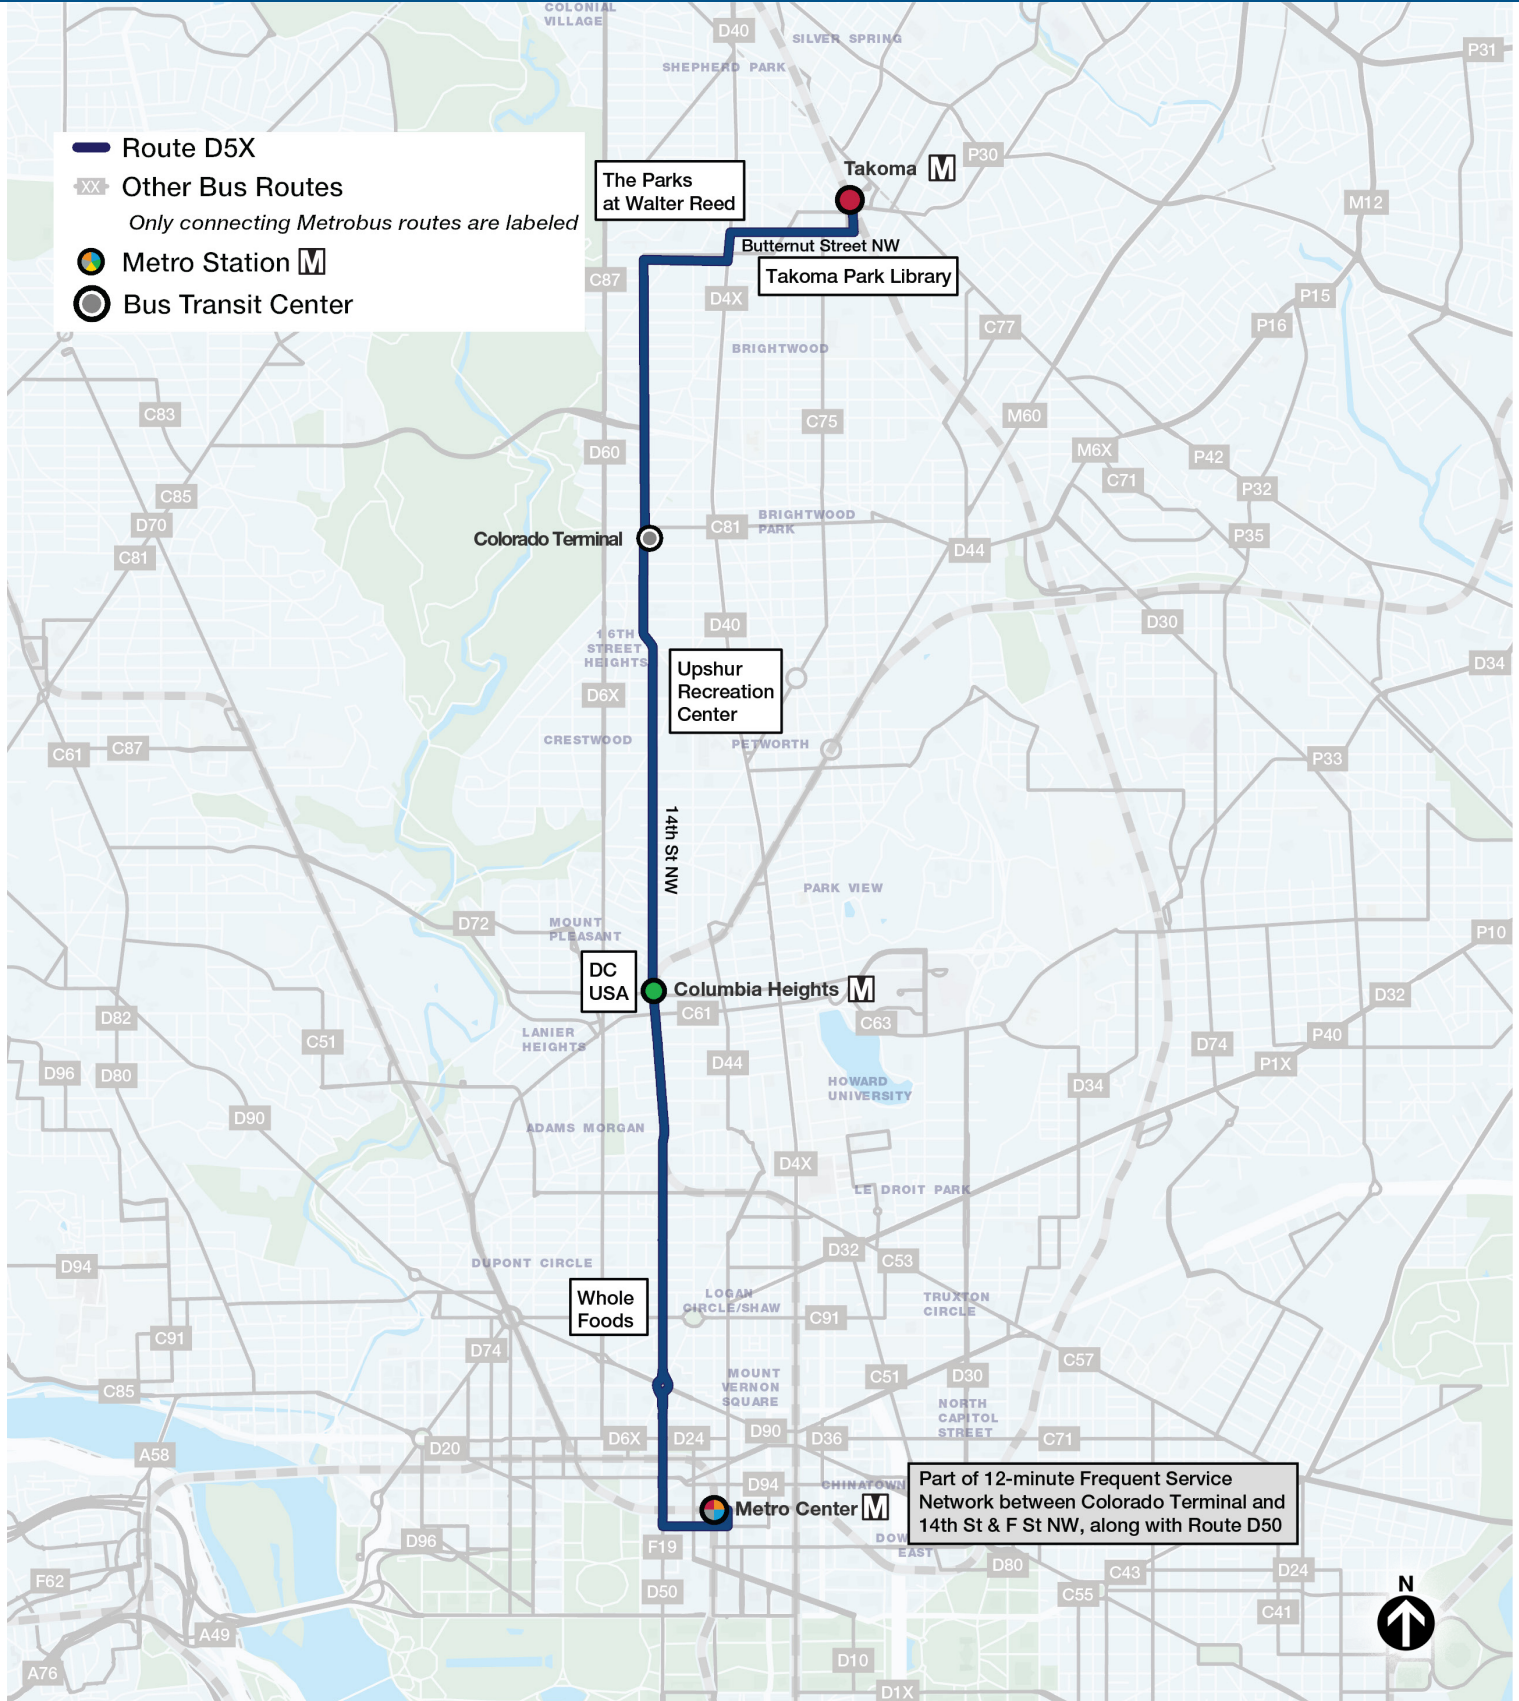 COLONIAL
VILLAGE
D40
SILVER SPRING
SHEPHERD PARK
P31
Route D5X
XX Other Bus Routes
Only connecting Metrobus routes are labeled
Metro Station M
Bus Transit Center
The Parks
at Walter Reed
Takoma M
P30
M12
Butternut Street NW
Takoma Park Library
C87
D4X
P15
P16
C77
BRIGHTWOOD
C83
C75
M60
D60
M6X
P42
C71
P32
C85
D70
C81
BRIGHTWOOD
PARK
C81
P35
Colorado Terminal
D44
D40
D30
16TH
STREET
HEIGHTS
D34
Upshur
Recreation
Center
D6X
CRESTWOOD
PETWORTH
C61
C87
P33
14th St NW
PARK VIEW
D72
MOUNT
PLEASANT
P10
DC
USA
Columbia Heights M
D32
C61
C63
D82
C51
LANIER
HEIGHTS
P40
D74
D44
P1X
D96
D80
HOWARD
UNIVERSITY
D34
D90
ADAMS MORGAN
D4X
LE DROIT PARK
D32
C53
D94
DUPONT CIRCLE
Whole
Foods
LOGAN
CIRCLE/SHAW
TRUXTON
CIRCLE
C91
C91
D74
C57
MOUNT
VERNON
SQUARE
C51
D30
C85
NORTH
CAPITOL
STREET
D6X
D24
D90
D36
C71
D20
A58
D94
CHINATOWN
Metro Center M
Part of 12-minute Frequent Service
Network between Colorado Terminal and
14th St & F St NW, along with Route D50
DOW
EAST
D96
F19
D80
C43
D24
F62
D50
C55
C41
N
A49
A76
D10
D1X